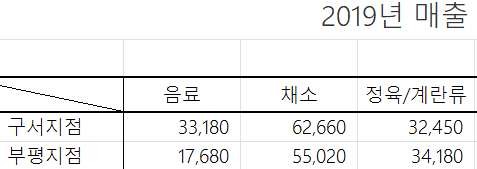 2019년 매출
음료 채소 정육/계란류
구서지점 33,180 62,660 32,450
부평지점 17,680 55,020 34,180